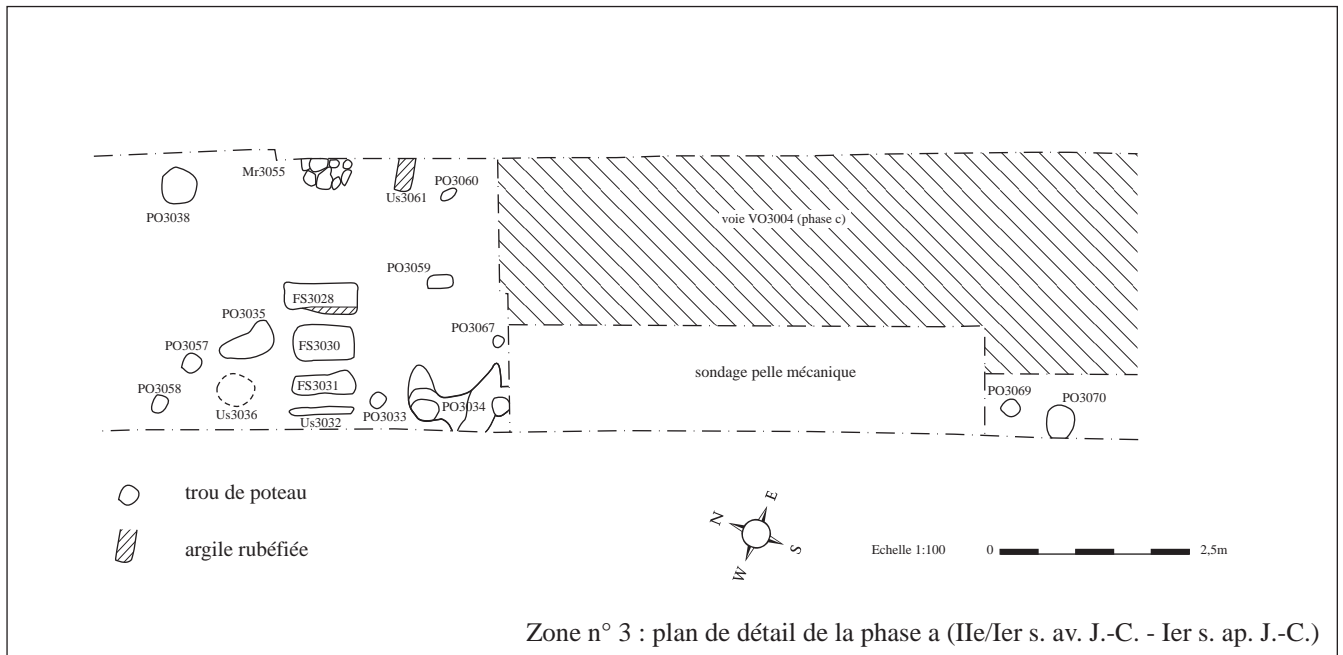 Mr3055
PO3038
Us3061
PO3060
voie VO3004 (phase c)
PO3059
FS3028
PO3035
FS3030
PO3067
PO3057
sondage pelle mécanique
FS3031
PO3058
Us3036
Us3032
PO3033
PO3034
PO3069
PO3070
trou de poteau
argile rubéfiée
N
E
S
W
Echelle 1:100
0
2,5m
Zone n° 3 : plan de détail de la phase a (IIe/Ier s. av. J.-C. - Ier s. ap. J.-C.)